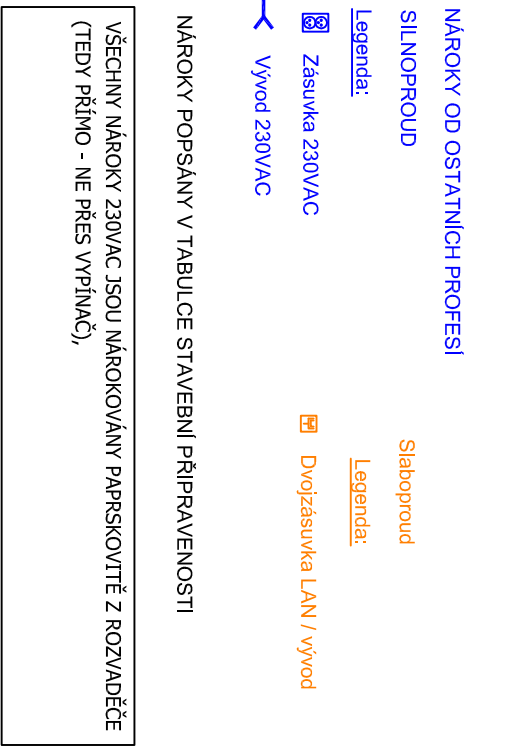 NÁROKY OD OSTATNÍCH PROFESÍ
SILNOPROUD
Legenda:
Zásuvka 230VAC
Vývod 230VAC
Slaboproud
Legenda:
Dvojzásuvka LAN / vývod
NÁROKY POPSÁNY V TABULCE STAVEBNÍ PŘIPRAVENOSTI
VŠECHNY NÁROKY 230VAC JSOU NÁROKOVÁNY PAPRSKOVITĚ Z ROZVADĚČE
(TEDY PŘÍMO - NE PŘES VYPÍNAČ),